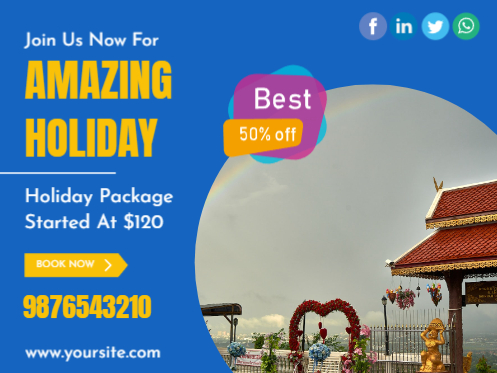 Join Us Now For
AMAZING
HOLIDAY
Best
50% off
Holiday Package
Started At $120
BOOK NOW
9876543210
www.yoursite.com